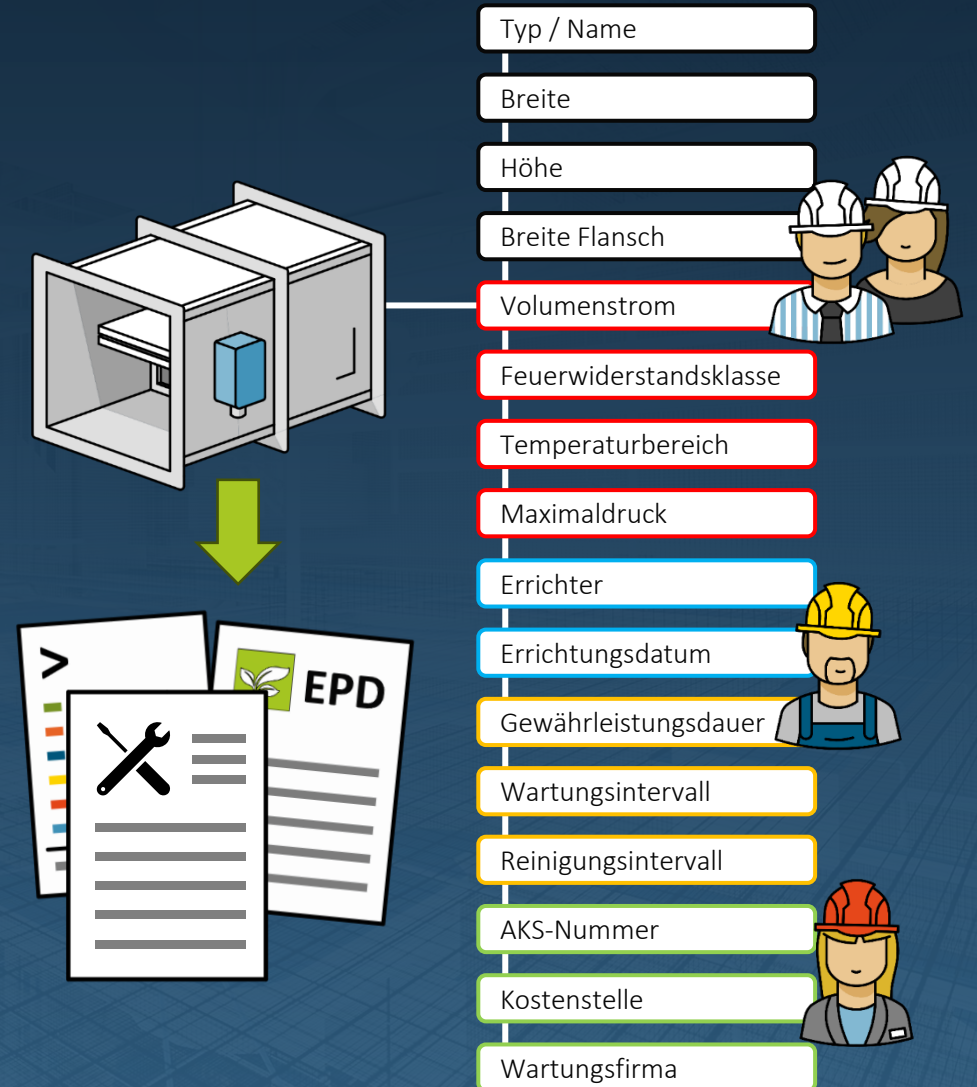 Typ / Name
Breite
Höhe
Breite Flansch
Volumenstrom
Feuerwiderstandsklasse
Temperaturbereich
Maximaldruck
Errichter
Errichtungsdatum
Gewährleistungsdauer
Wartungsintervall
Reinigungsintervall
AKS-Nummer
Kostenstelle
Wartungsfirma
>
EPD